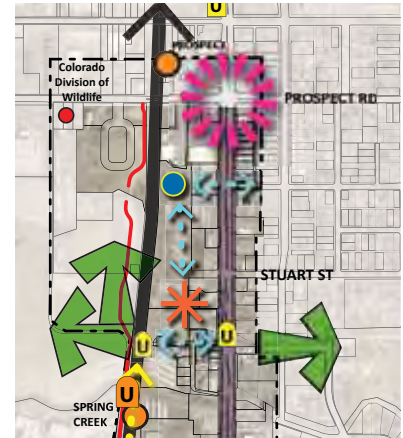 U
PROSPECT
Colorado
Division of
Wildlife
PROSPECT RD
STUART ST
U
U
U
SPRING
CREEK